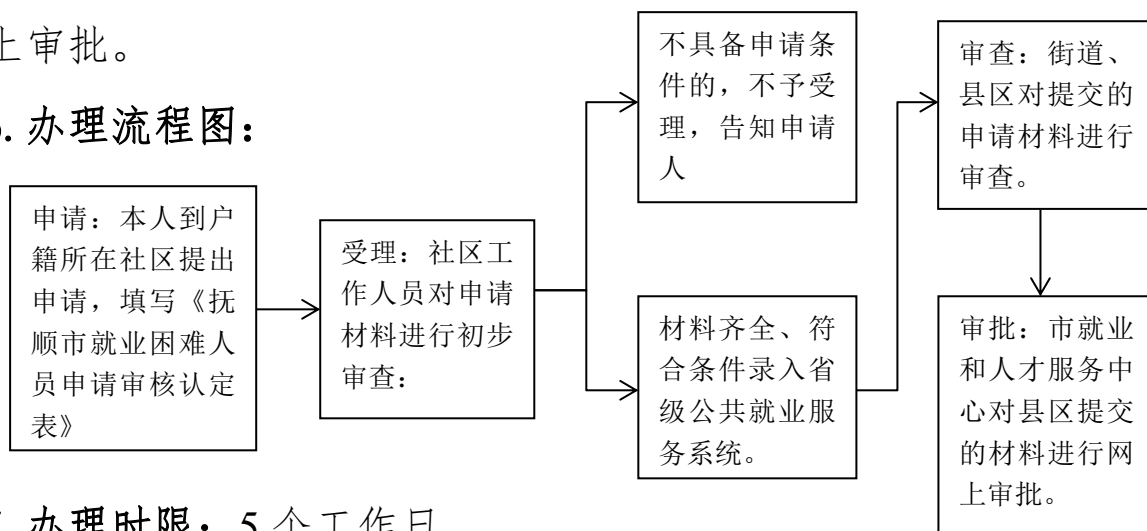 上审批。
. 办理流程图：
申请：本人到户
籍所在社区提出
申请，填写《抚
顺市就业困难人
员申请审核认定
表》
受理：社区工
作人员对申请
材料进行初步
审查：
不具备申请条
件的，不予受
理，告知申请
人
材料齐全、符
合条件录入省
级公共就业服
务系统。
审查：街道、
县区对提交的
申请材料进行
审查。
审批：市就业
和人才服务中
心对县区提交
的材料进行网
上审批。
. 办理时限：5 个工作日